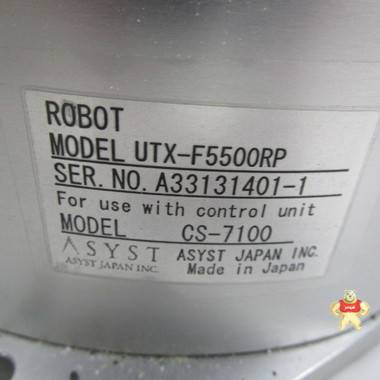 ROBOT
MODEL UTX-F5500RP
SER. NO. A33131401-1
For use with control unit
MODEL CS-7100
ASYST ASYST JAPAN INC.
ASYST JAPAN INC. Made in Japan